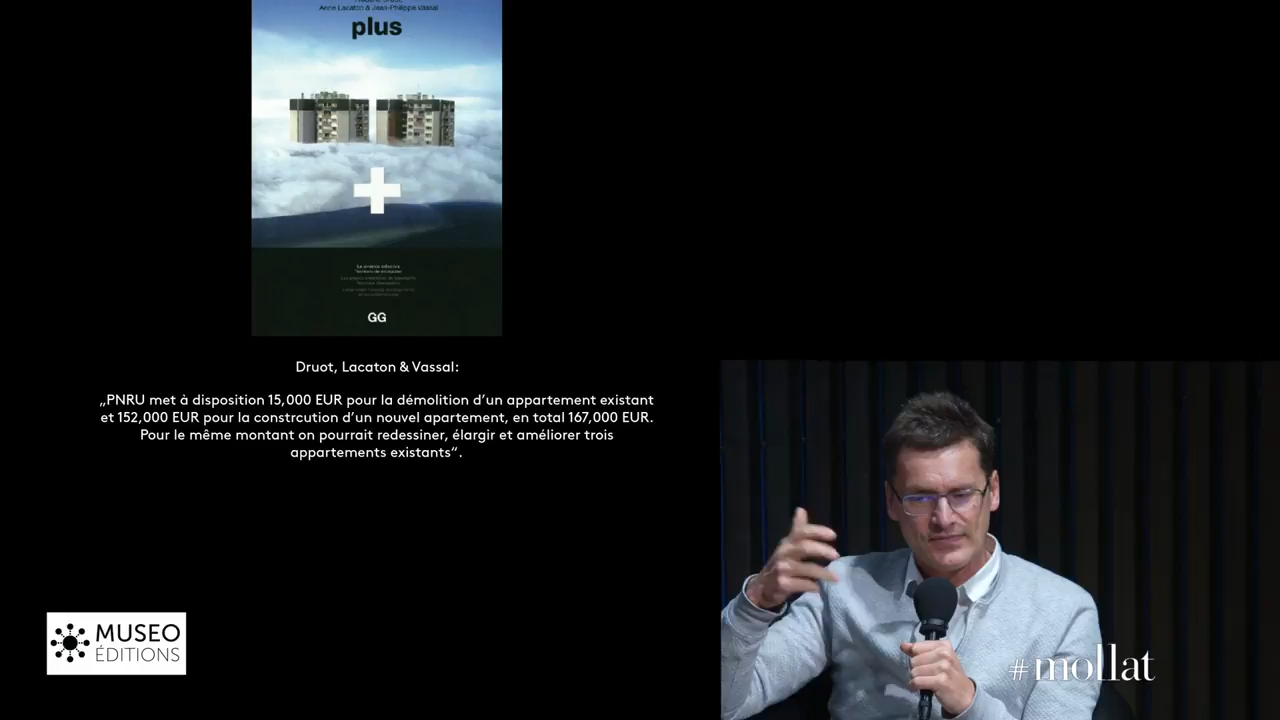 Anne Lacaton & Jean-Philippe Vassal
plus
GG
Druot, Lacaton & Vassal:
„PNRU met à disposition 15,000 EUR pour la démolition d’un appartement existant
et 152,000 EUR pour la constrcution d’un nouvel apartement, en total 167,000 EUR.
Pour le même montant on pourrait redessiner, élargir et améliorer trois
appartements existants“.
MUSEO
ÉDITIONS
#mollat